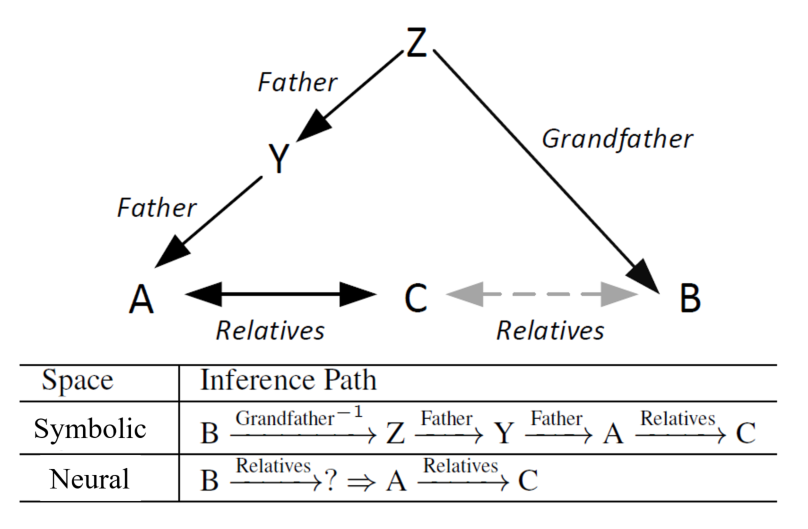 Z
Father
Grandfather
Y
Father
A C B
Relatives Relatives
Space Inference Path
Symbolic B Grandfather⁻¹→ Z Father→ Y Father→ A Relatives→ C
Neural B Relatives→? ⇒ A Relatives→ C